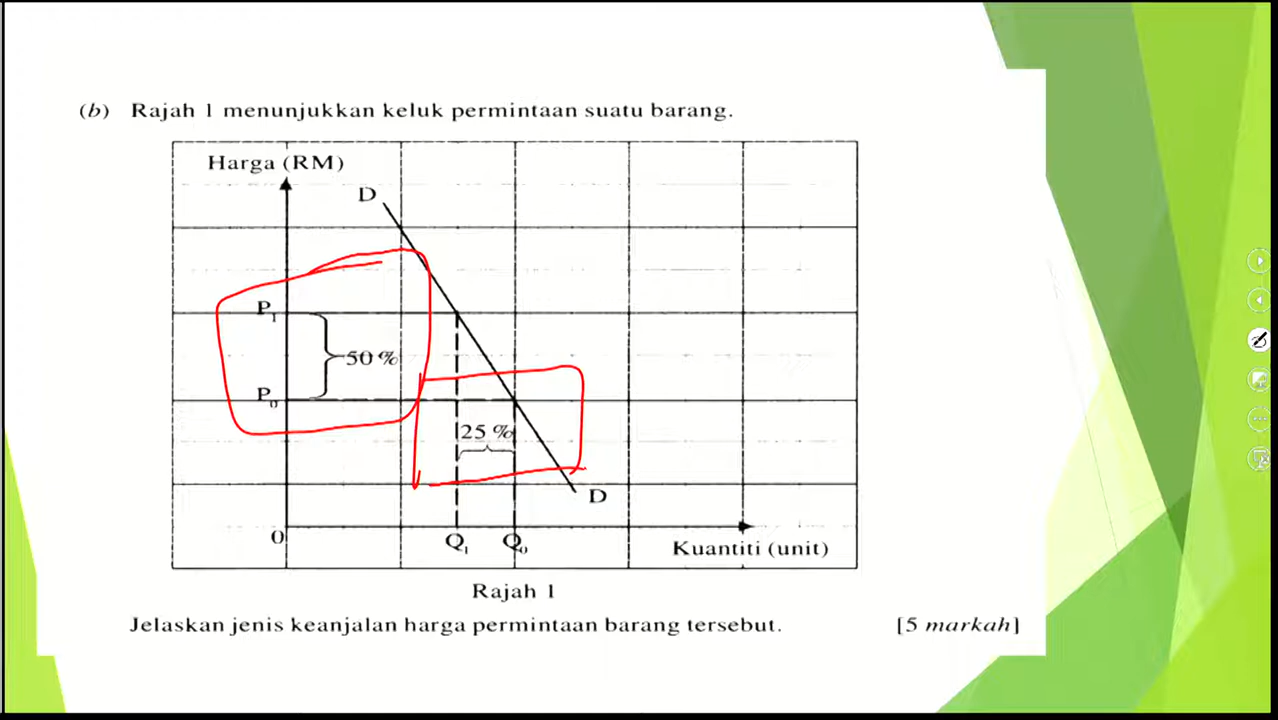 (b) Rajah 1 menunjukkan keluk permintaan suatu barang.
Harga (RM)
D
P₁
50 %
P₀
25 %
D
0
Q₁ Q₀
Kuantiti (unit)
Rajah 1
Jelaskan jenis keanjalan harga permintaan barang tersebut. [5 markah]